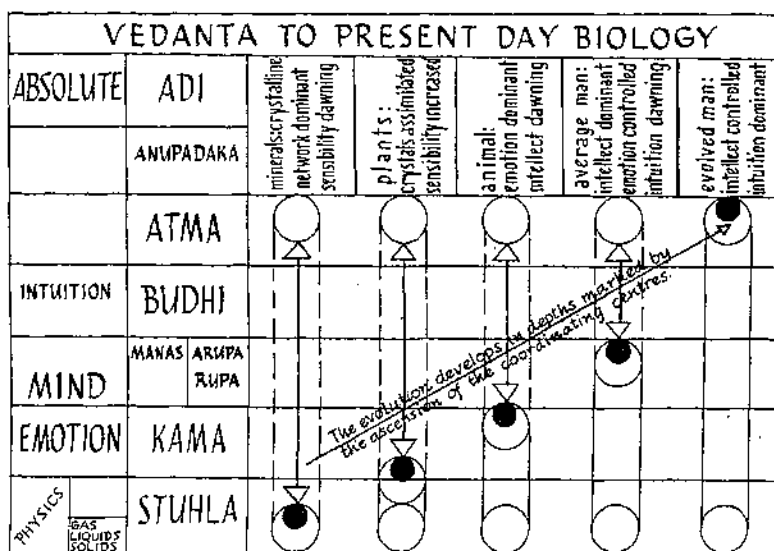 VEDANTA TO PRESENT DAY BIOLOGY
ABSOLUTE
ADI
ANUPADAKA
minerals:crystalline
network dominant
sensibility dawning
plants:
crystals assimilated
sensibility increased
animal:
emotion dominant
intellect dawning
average man:
intellect dominant
emotion controlled
intuition dawning
evolved man:
intellect controlled
intuition dominant
ATMA
INTUITION
BUDHI
MIND
MANAS
ARUPA
RUPA
EMOTION
KAMA
PHYSICS
GAS
LIQUIDS
SOLIDS
STUHLA
The evolution develops in depths marked by
the ascension of the coordinating centres.